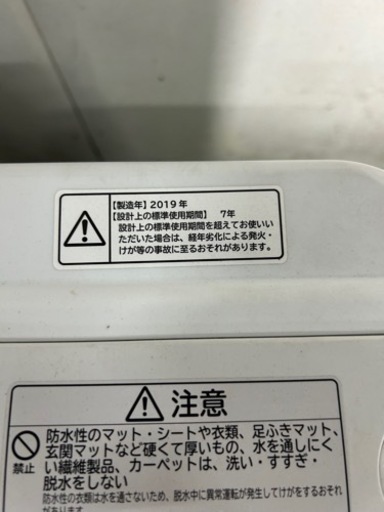 【製造年】2019年
【設計上の標準使用期間】　7年
設計上の標準使用期間を超えてお使いい
ただいた場合は、経年劣化による発火・
けが等の事故に至るおそれがあります。
注意
防水性のマット・シートや衣類、足ふきマット、
玄関マットなど硬くて厚いもの、水を通しにく
い繊維製品、カーペットは、洗い・すすぎ・
脱水をしない
禁止
防水性の衣類は水を通さないため、脱水中に異常運転が発生してけがをするおそれ
があります。